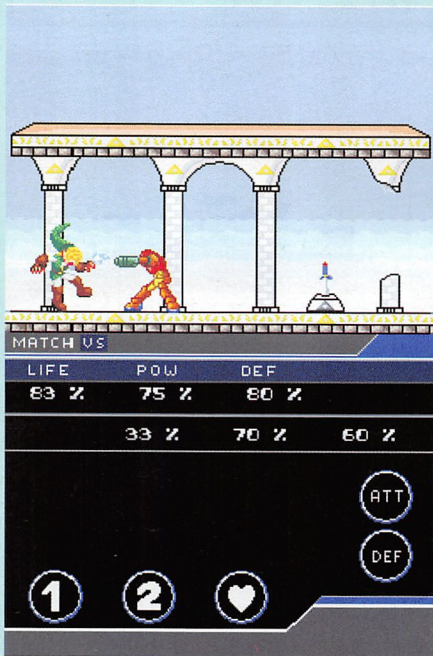 MATCH VS
LIFE POW DEF
83 % 75 % 80 %
33 % 70 % 60 %
ATT
DEF
1 2